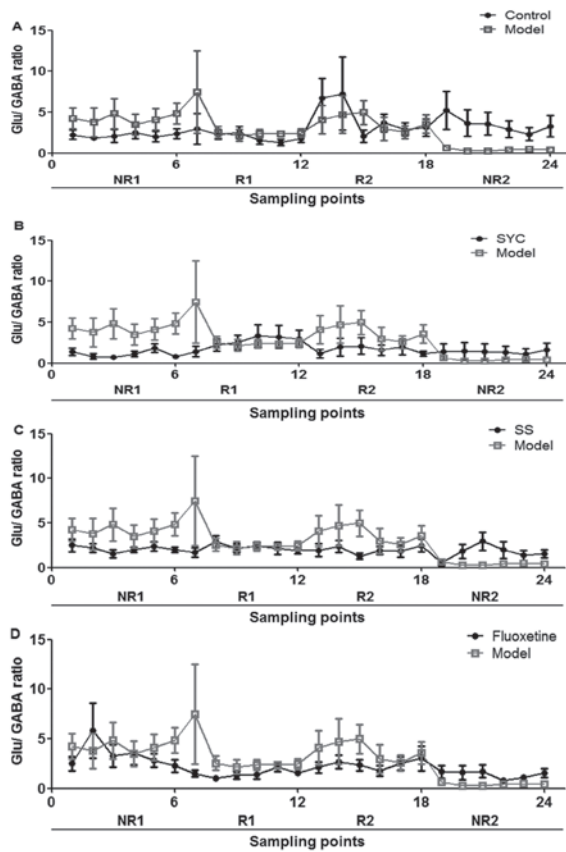 A
Control
Model
Glu/ GABA ratio
15
10
5
0
0 6 12 18 24
NR1 R1 R2 NR2
Sampling points
B
SYC
Model
Glu/ GABA ratio
15
10
5
0
0 6 12 18 24
NR1 R1 R2 NR2
Sampling points
C
SS
Model
Glu/ GABA ratio
15
10
5
0
0 6 12 18 24
NR1 R1 R2 NR2
Sampling points
D
Fluoxetine
Model
Glu/ GABA ratio
15
10
5
0
0 6 12 18 24
NR1 R1 R2 NR2
Sampling points